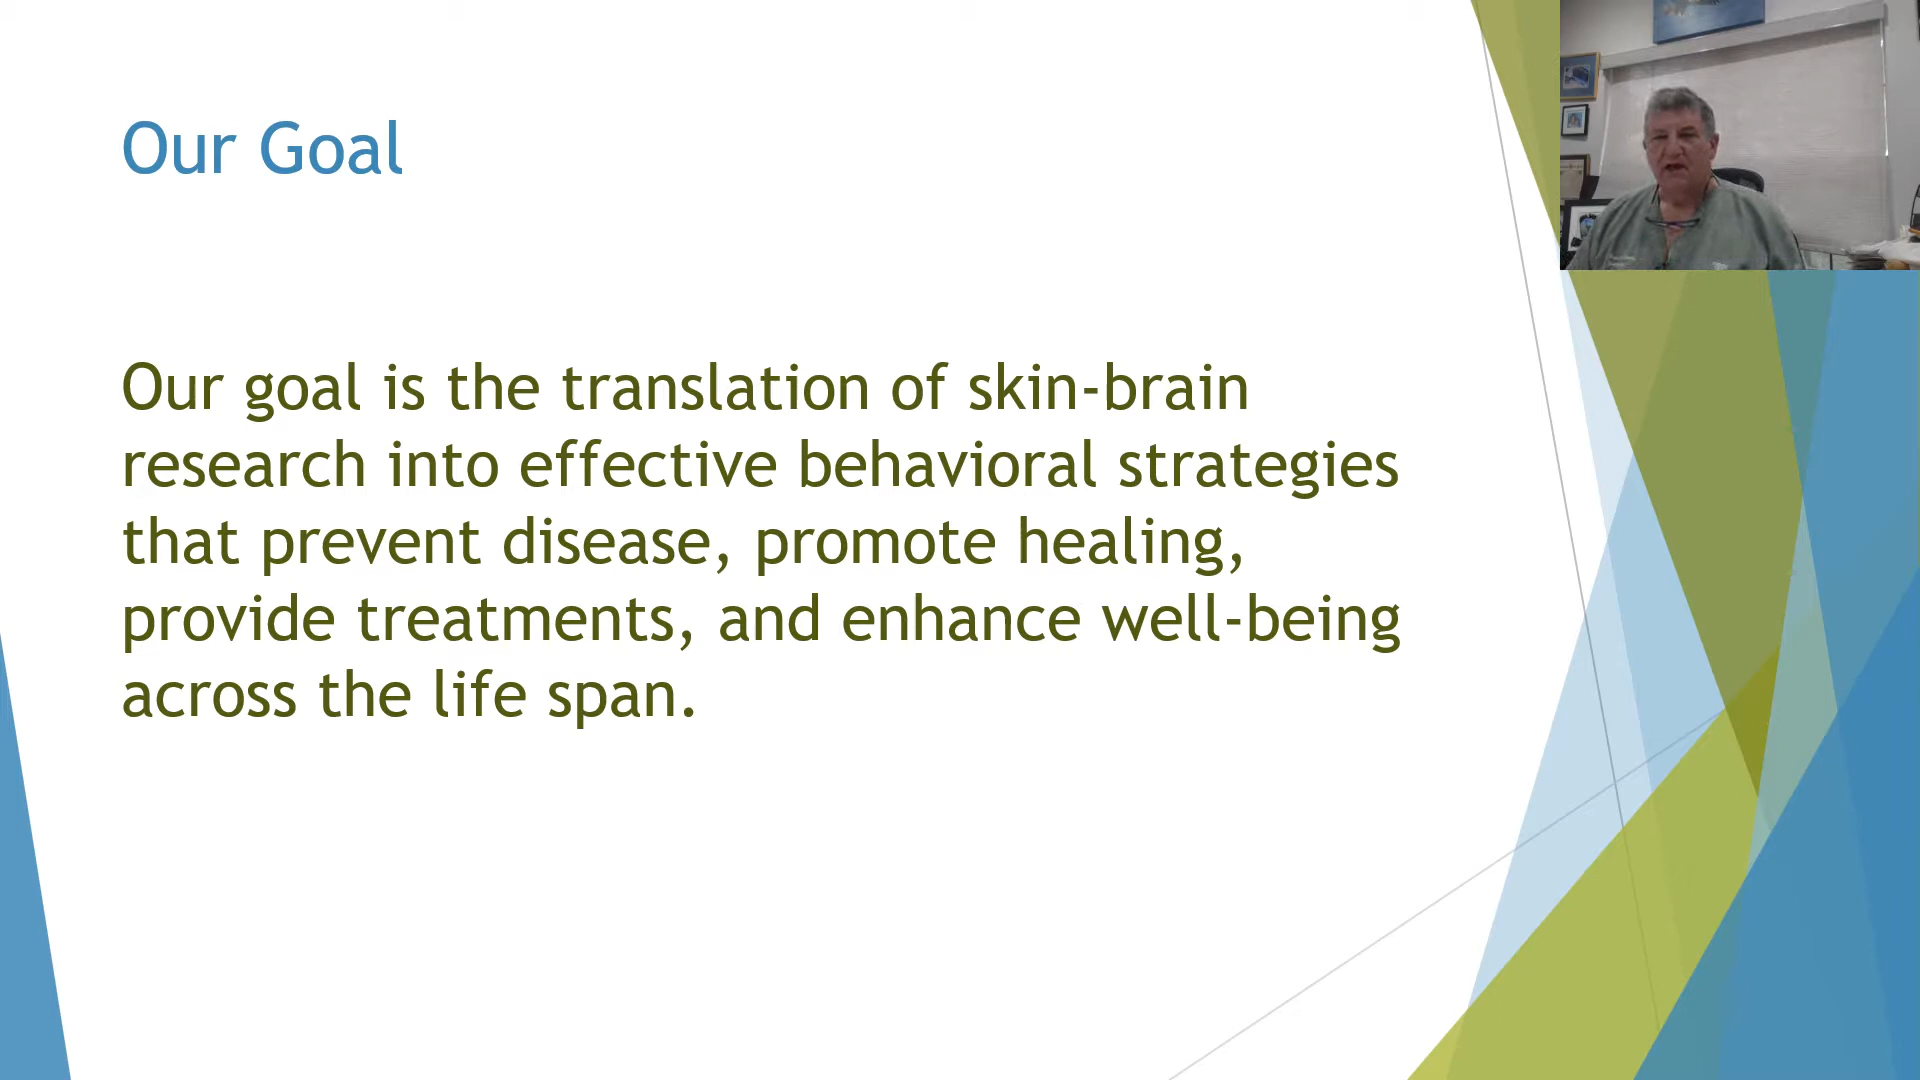 Our Goal
Our goal is the translation of skin-brain
research into effective behavioral strategies
that prevent disease, promote healing,
provide treatments, and enhance well-being
across the life span.